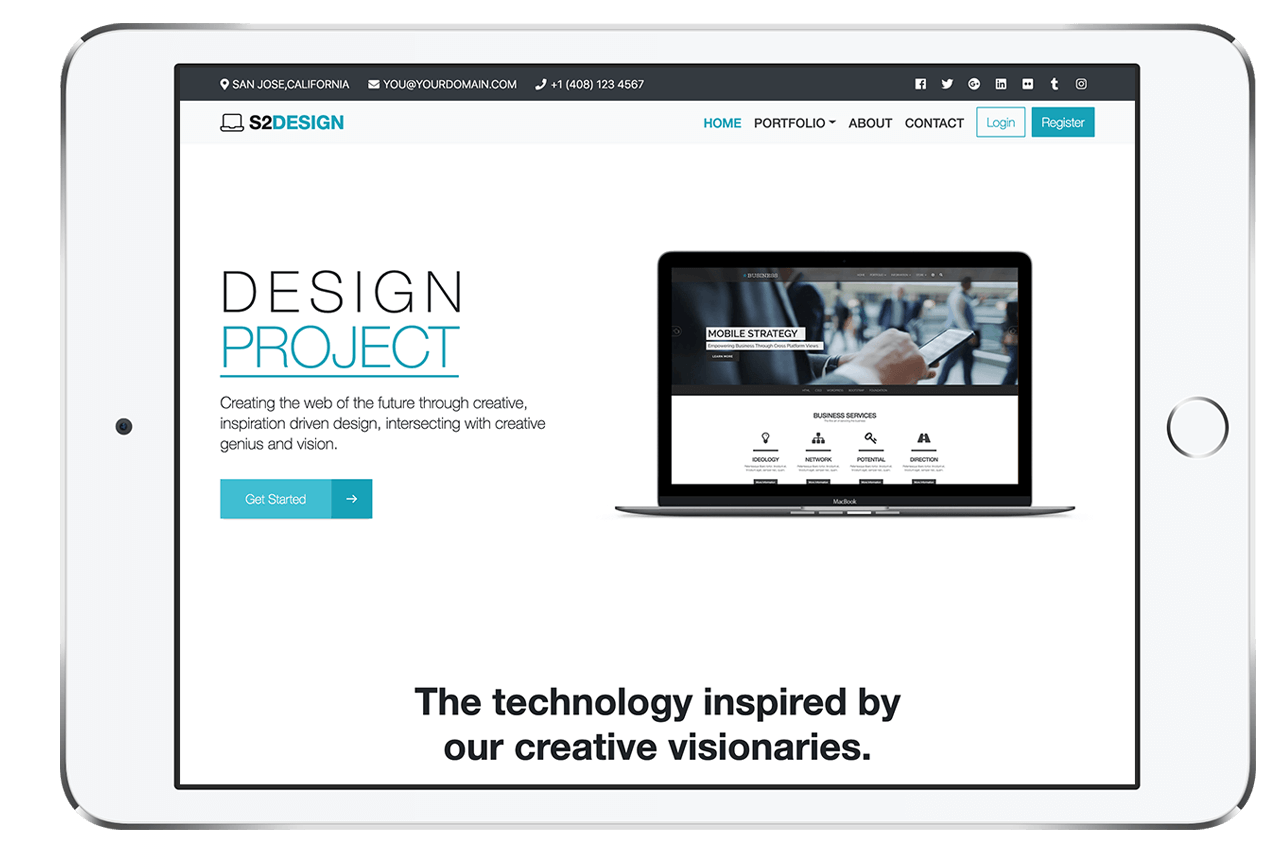 SAN JOSE,CALIFORNIA YOU@YOURDOMAIN.COM +1 (408) 123 4567
S2DESIGN HOME PORTFOLIO ABOUT CONTACT Login Register
DESIGN
PROJECT
Creating the web of the future through creative,
inspiration driven design, intersecting with creative
genius and vision.
Get Started
BUSINESS
MOBILE STRATEGY
Empowering Business Through Cross Platform Views
LEARN MORE
BUSINESS SERVICES
IDEOLOGY NETWORK POTENTIAL DIRECTION
MacBook
The technology inspired by
our creative visionaries.